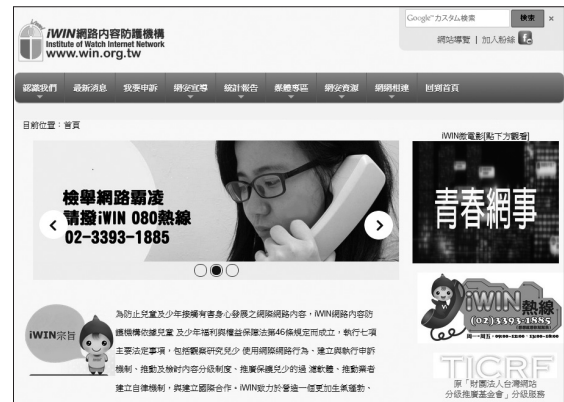 Google™カスタム検索
検索
×
iWIN網路內容防護機構
Institute of Watch Internet Network
www.win.org.tw
網站導覽 | 加入粉絲
認識我們 最新消息 我要申訴 網安宣導 統計報告 媒體專區 網安資源 網網相連 回到首頁
目前位置：首頁
檢舉網路霸凌
請撥iWIN 080熱線
02-3393-1885
iWIN微電影[點下方觀看]
青春網事
iWIN宗旨
為防止兒童及少年接觸有害身心發展之網際網路內容，iWIN網路內容防
護機構依據兒童及少年福利與權益保障法第46條規定而成立，執行七項
主要法定事項，包括觀察研究兒少 使用網際網路行為、建立與執行申訴
機制、推動及檢討內容分級制度、推廣保護兒少的過 濾軟體、推動業者
建立自律機制，與建立國際合作。iWIN致力於營造一個更加生氣蓬勃、
iWIN 熱線
(02)3393-1885
TICRF
原「財團法人台灣網站
分級推廣基金會」分級服務